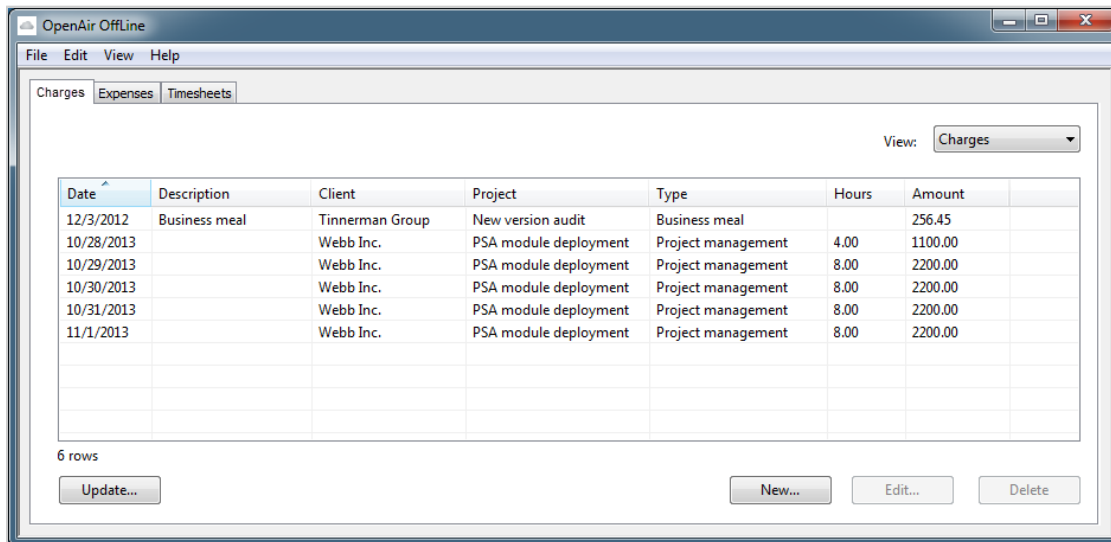 OpenAir OffLine
File Edit View Help
Charges Expenses Timesheets
View: Charges
Date Description Client Project Type Hours Amount
12/3/2012 Business meal Tinnerman Group New version audit Business meal 256.45
10/28/2013 Webb Inc. PSA module deployment Project management 4.00 1100.00
10/29/2013 Webb Inc. PSA module deployment Project management 8.00 2200.00
10/30/2013 Webb Inc. PSA module deployment Project management 8.00 2200.00
10/31/2013 Webb Inc. PSA module deployment Project management 8.00 2200.00
11/1/2013 Webb Inc. PSA module deployment Project management 8.00 2200.00
6 rows
Update... New... Edit... Delete